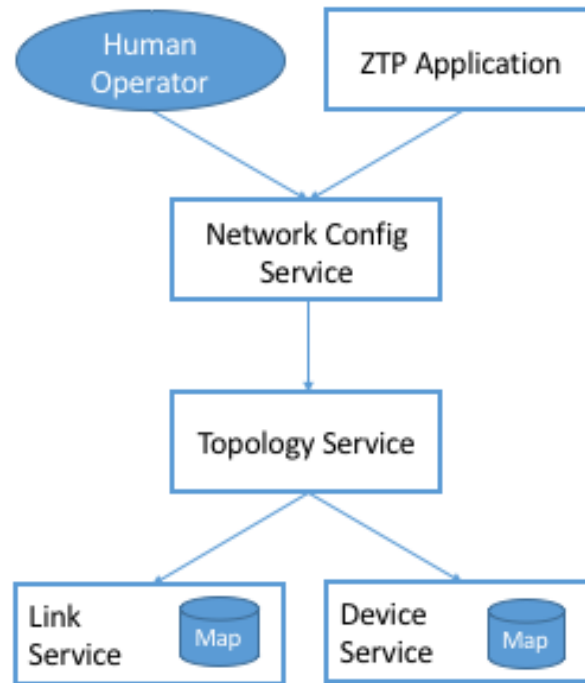 Human
Operator
ZTP Application
Network Config
Service
Topology Service
Link
Service
Map
Device
Service
Map